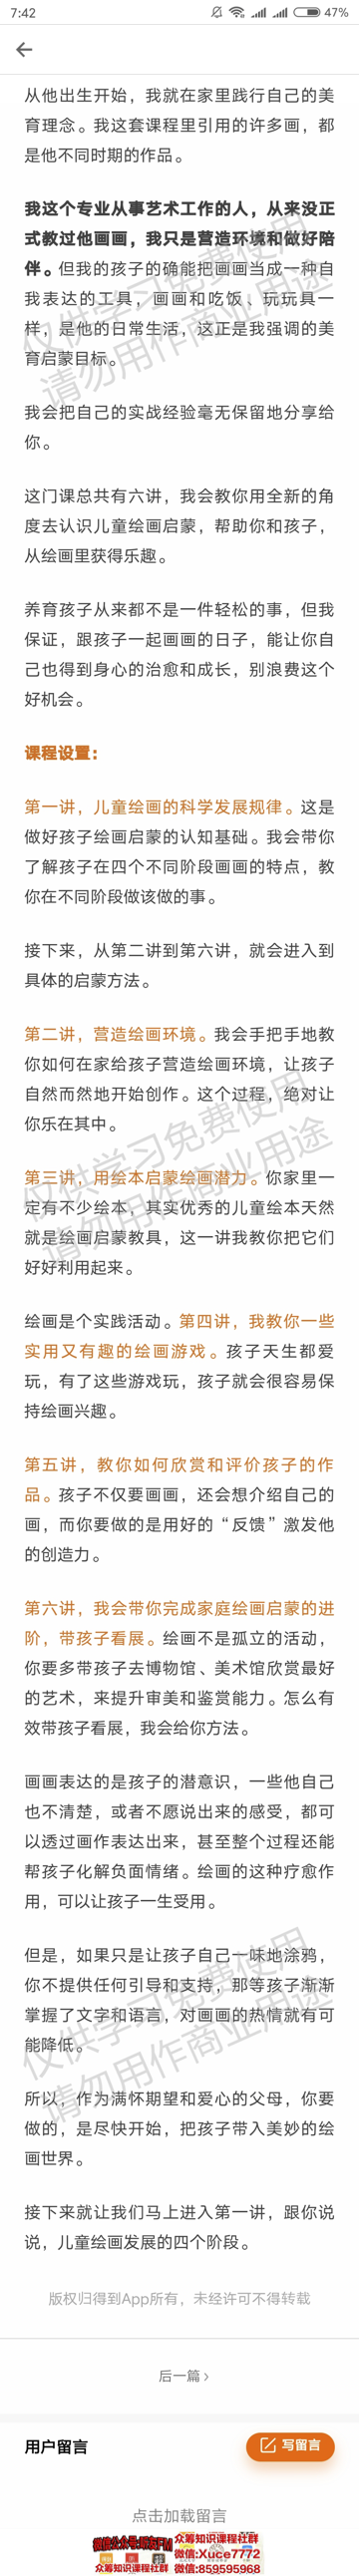 7:42
47%
从他出生开始，我就在家里践行自己的美
育理念。我这套课程里引用的许多画，都
是他不同时期的作品。
我这个专业从事艺术工作的人，从来没正
式教过他画画，我只是营造环境和做好陪
伴。但我的孩子的确能把画画当成一种自
我表达的工具，画画和吃饭、玩玩具一
样，是他的日常生活，这正是我强调的美
育启蒙目标。
仅供学习免费使用
请勿用作商业用途
我会把自己的实战经验毫无保留地分享给
你。
这门课总共有六讲，我会教你用全新的角
度去认识儿童绘画启蒙，帮助你和孩子，
从绘画里获得乐趣。
养育孩子从来都不是一件轻松的事，但我
保证，跟孩子一起画画的日子，能让你自
己也得到身心的治愈和成长，别浪费这个
好机会。
课程设置：
第一讲，儿童绘画的科学发展规律。这是
做好孩子绘画启蒙的认知基础。我会带你
了解孩子在四个不同阶段画画的特点，教
你在不同阶段做该做的事。
接下来，从第二讲到第六讲，就会进入到
具体的启蒙方法。
第二讲，营造绘画环境。我会手把手地教
你如何在家给孩子营造绘画环境，让孩子
自然而然地开始创作。这个过程，绝对让
你乐在其中。
仅供学习免费使用
请勿用作商业用途
第三讲，用绘本启蒙绘画潜力。你家里一
定有不少绘本，其实优秀的儿童绘本天然
就是绘画启蒙教具，这一讲我教你把它们
好好利用起来。
绘画是个实践活动。第四讲，我教你一些
实用又有趣的绘画游戏。孩子天生都爱
玩，有了这些游戏玩，孩子就会很容易保
持绘画兴趣。
第五讲，教你如何欣赏和评价孩子的作
品。孩子不仅要画画，还会想介绍自己的
画，而你要做的是用好的“反馈”激发他
的创造力。
第六讲，我会带你完成家庭绘画启蒙的进
阶，带孩子看展。绘画不是孤立的活动，
你要多带孩子去博物馆、美术馆欣赏最好
的艺术，来提升审美和鉴赏能力。怎么有
效带孩子看展，我会给你方法。
画画表达的是孩子的潜意识，一些他自己
也不清楚，或者不愿说出来的感受，都可
以透过画作表达出来，甚至整个过程还能
帮孩子化解负面情绪。绘画的这种疗愈作
用，可以让孩子一生受用。
但是，如果只是让孩子自己一味地涂鸦，
你不提供任何引导和支持，那等孩子渐渐
掌握了文字和语言，对画画的热情就有可
能降低。
仅供学习免费使用
请勿用作商业用途
所以，作为满怀期望和爱心的父母，你要
做的，是尽快开始，把孩子带入美妙的绘
画世界。
接下来就让我们马上进入第一讲，跟你说
说，儿童绘画发展的四个阶段。
版权归得到App所有，未经许可不得转载
后一篇
用户留言
写留言
点击加载留言
众筹知识课程社群
微信:Xuce7772
众筹知识课程社群
微信:859595968